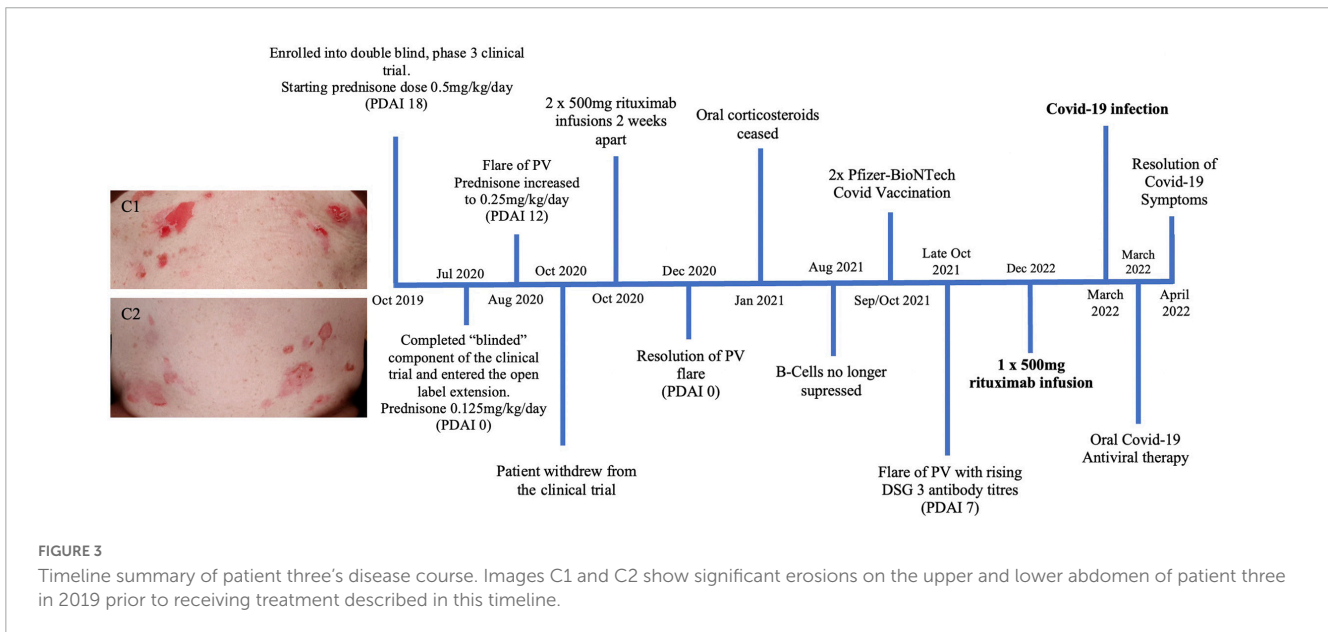 Enrolled into double blind, phase 3 clinical
trial.
Starting prednisone dose 0.5mg/kg/day
(PDAI 18)
Flare of PV
Prednisone increased
to 0.25mg/kg/day
(PDAI 12)
2 x 500mg rituximab
infusions 2 weeks
apart
Oral corticosteroids
ceased
2x Pfizer-BioNTech
Covid Vaccination
Covid-19 infection
Resolution of
Covid-19
Symptoms
C1
C2
Oct 2019
Jul 2020
Aug 2020
Oct 2020
Oct 2020
Dec 2020
Jan 2021
Aug 2021
Sep/Oct 2021
Late Oct
2021
Dec 2022
March
2022
March
2022
April
2022
Completed “blinded”
component of the clinical
trial and entered the open
label extension.
Prednisone 0.125mg/kg/day
(PDAI 0)
Patient withdrew from
the clinical trial
Resolution of PV
flare
(PDAI 0)
B-Cells no longer
supressed
Flare of PV with rising
DSG 3 antibody titres
(PDAI 7)
1 x 500mg
rituximab infusion
Oral Covid-19
Antiviral therapy
FIGURE 3
Timeline summary of patient three’s disease course. Images C1 and C2 show significant erosions on the upper and lower abdomen of patient three
in 2019 prior to receiving treatment described in this timeline.